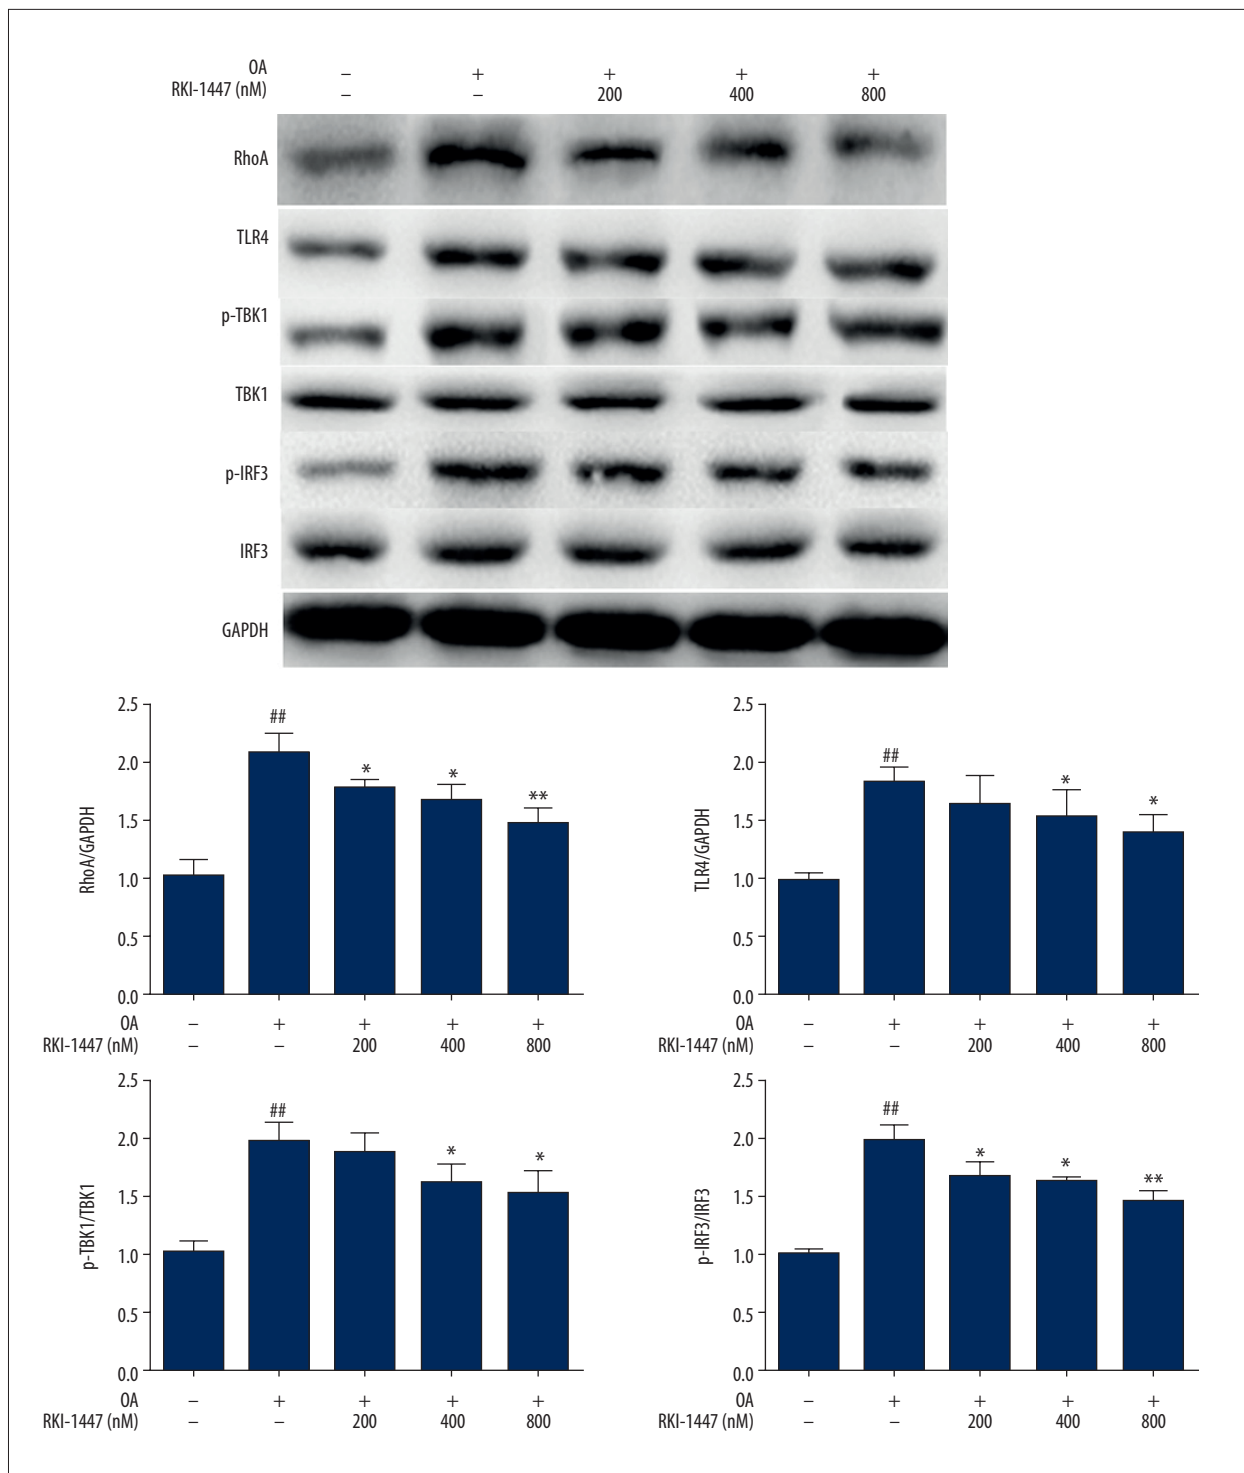 OA – + + + +
RKI-1447 (nM) – – 200 400 800
RhoA
TLR4
p-TBK1
TBK1
p-IRF3
IRF3
GAPDH
RhoA/GAPDH
2.5
2.0
1.5
1.0
0.5
0.0
##
*
*
**
OA – + + + +
RKI-1447 (nM) – – 200 400 800
TLR4/GAPDH
2.5
2.0
1.5
1.0
0.5
0.0
##
*
*
OA – + + + +
RKI-1447 (nM) – – 200 400 800
p-TBK1/TBK1
2.5
2.0
1.5
1.0
0.5
0.0
##
*
*
OA – + + + +
RKI-1447 (nM) – – 200 400 800
p-IRF3/IRF3
2.5
2.0
1.5
1.0
0.5
0.0
##
*
*
**
OA – + + + +
RKI-1447 (nM) – – 200 400 800